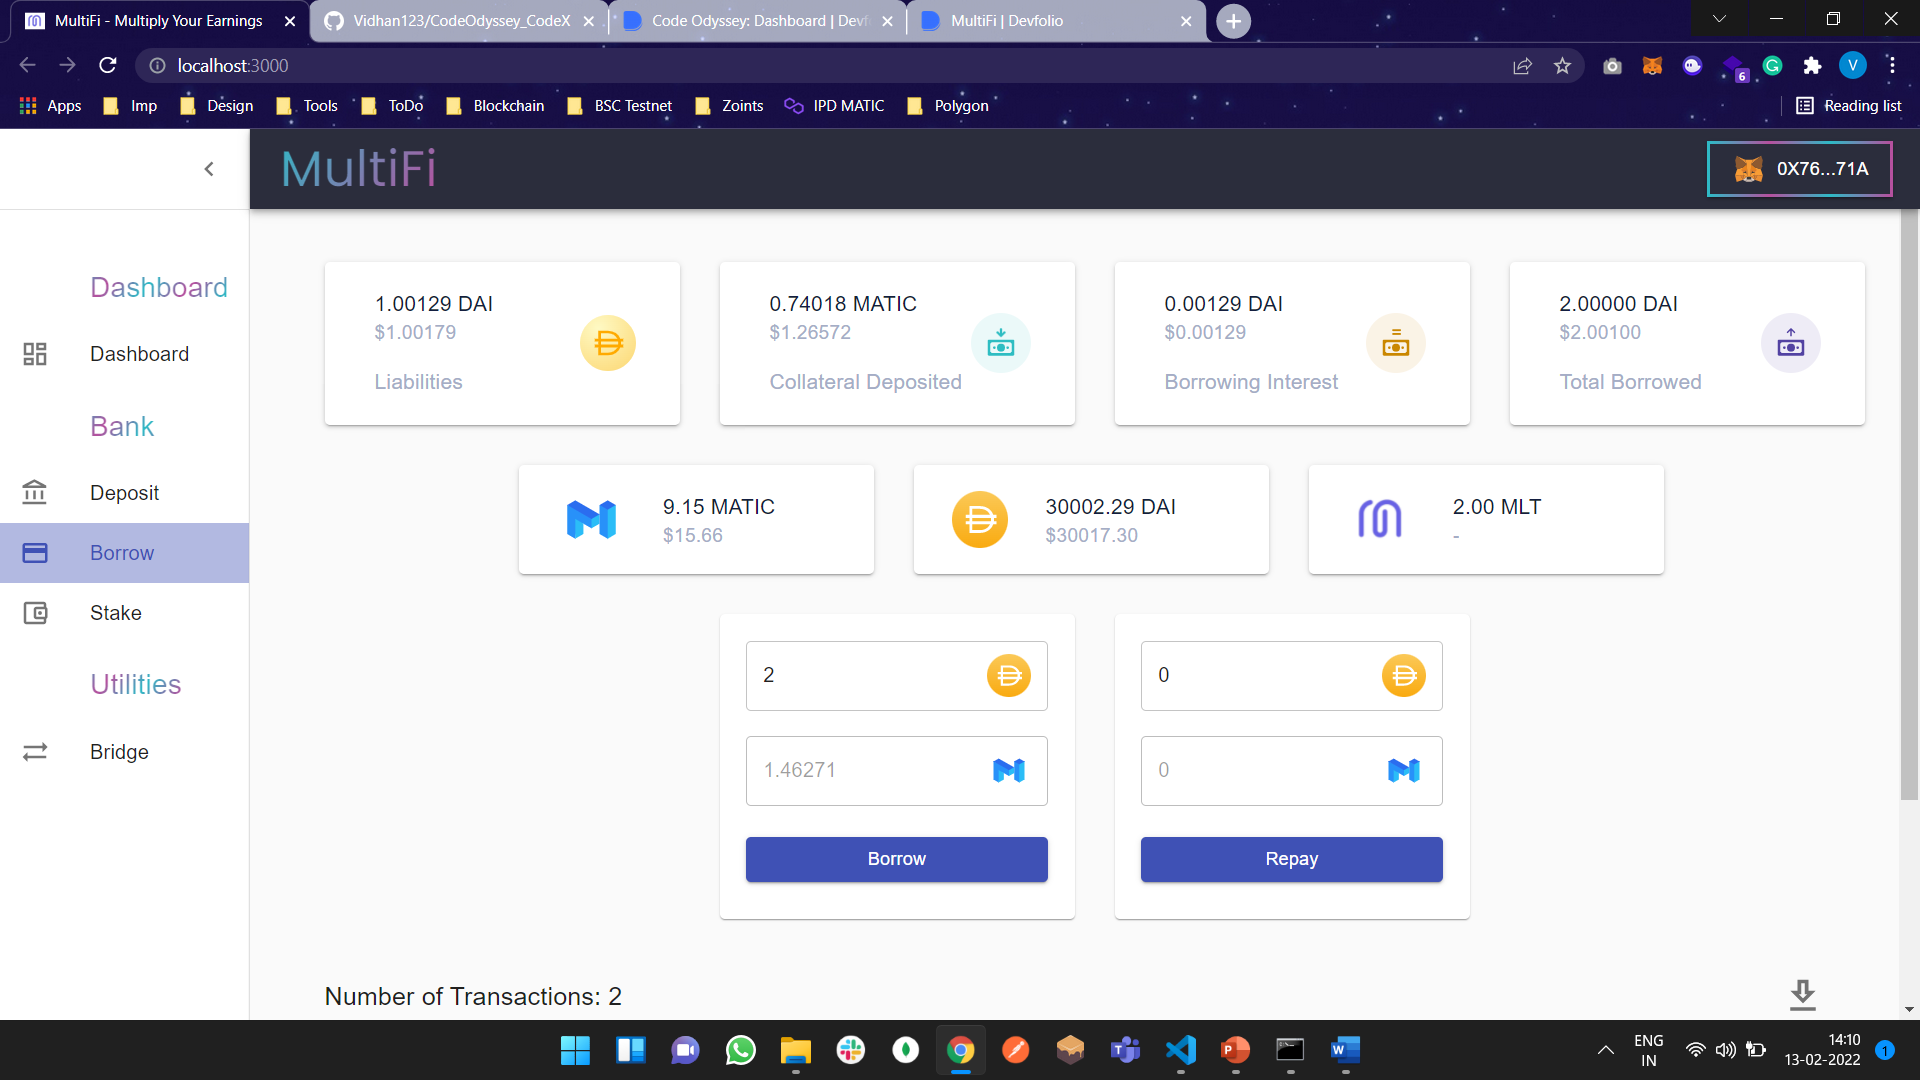 MultiFi - Multiply Your Earnings
Vidhan123/CodeOdyssey_CodeX
Code Odyssey: Dashboard | Devf
MultiFi | Devfolio
localhost:3000
6
V
Apps
Imp
Design
Tools
ToDo
Blockchain
BSC Testnet
Zoints
IPD MATIC
Polygon
Reading list
MultiFi
0X76...71A
Dashboard
Dashboard
Bank
Deposit
Borrow
Stake
Utilities
Bridge
1.00129 DAI
$1.00179
Liabilities
0.74018 MATIC
$1.26572
Collateral Deposited
0.00129 DAI
$0.00129
Borrowing Interest
2.00000 DAI
$2.00100
Total Borrowed
9.15 MATIC
$15.66
30002.29 DAI
$30017.30
2.00 MLT
-
2
1.46271
Borrow
0
0
Repay
Number of Transactions: 2
ENG
IN
14:10
13-02-2022
1